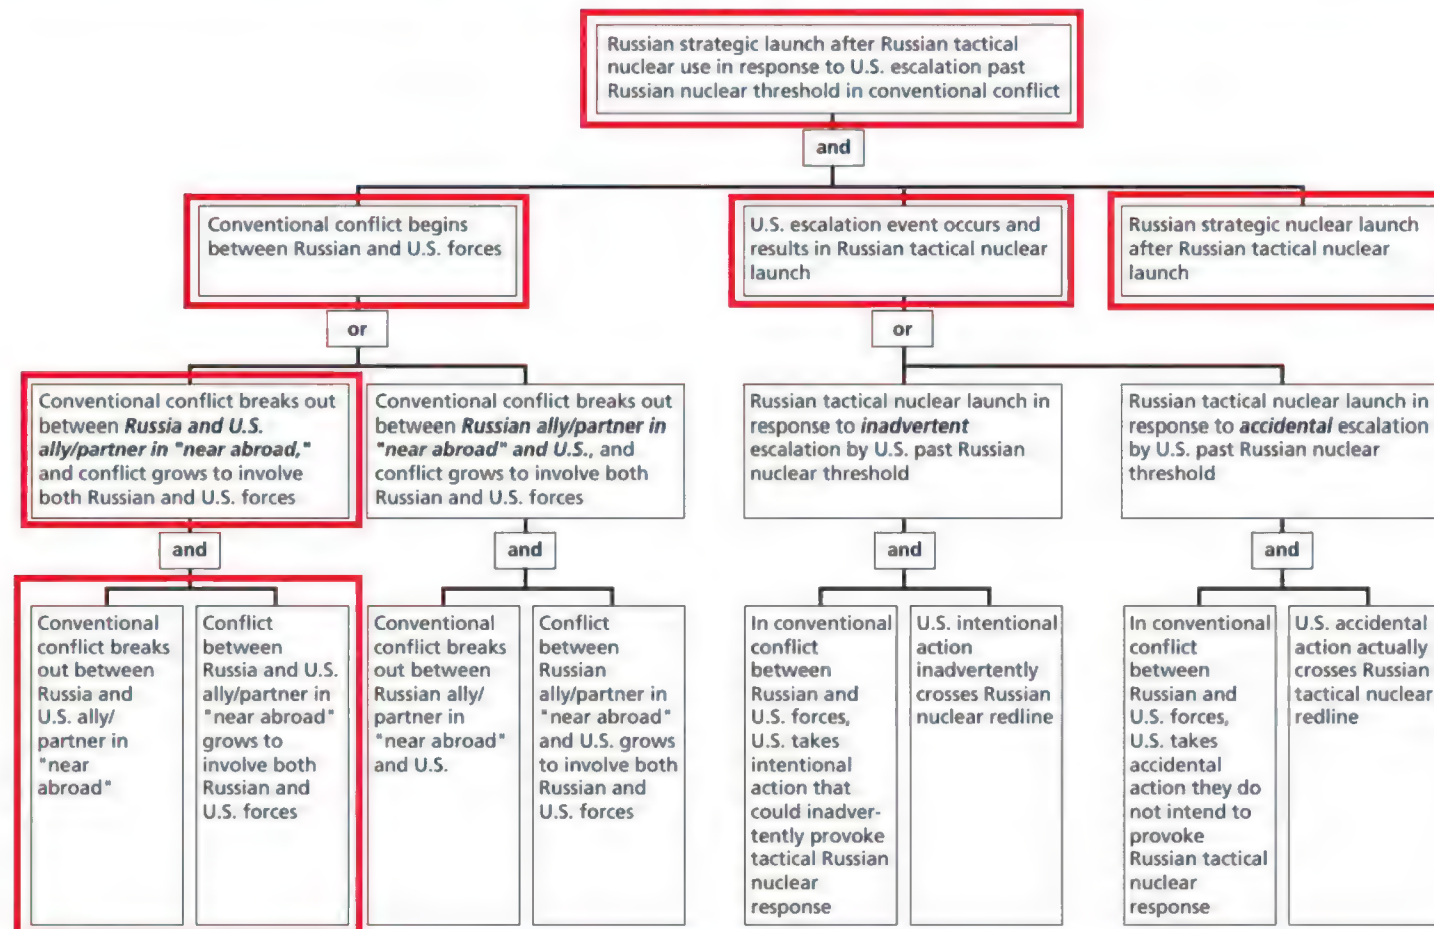 Russian strategic launch after Russian tactical
nuclear use in response to U.S. escalation past
Russian nuclear threshold in conventional conflict
and
Conventional conflict begins
between Russian and U.S. forces
U.S. escalation event occurs and
results in Russian tactical nuclear
launch
Russian strategic nuclear launch
after Russian tactical nuclear
launch
or
or
Conventional conflict breaks out
between Russia and U.S.
ally/partner in "near abroad,"
and conflict grows to involve
both Russian and U.S. forces
Conventional conflict breaks out
between Russian ally/partner in
"near abroad" and U.S., and
conflict grows to involve both
Russian and U.S. forces
Russian tactical nuclear launch in
response to inadvertent
escalation by U.S. past Russian
nuclear threshold
Russian tactical nuclear launch in
response to accidental escalation
by U.S. past Russian nuclear
threshold
and
and
and
and
Conventional
conflict breaks
out between
Russia and
U.S. ally/
partner in
"near
abroad"
Conflict
between
Russia and U.S.
ally/partner in
"near abroad"
grows to
involve both
Russian and
U.S. forces
Conventional
conflict breaks
out between
Russian ally/
partner in
"near abroad"
and U.S.
Conflict
between
Russian
ally/partner in
"near abroad"
and U.S. grows
to involve both
Russian and
U.S. forces
In conventional
conflict
between
Russian and
U.S. forces,
U.S. takes
intentional
action that
could inadver-
tently provoke
tactical Russian
nuclear
response
U.S. intentional
action
inadvertently
crosses Russian
nuclear redline
In conventional
conflict
between
Russian and
U.S. forces,
U.S. takes
accidental
action they do
not intend to
provoke
Russian tactical
nuclear
response
U.S. accidental
action actually
crosses Russian
tactical nuclear
redline